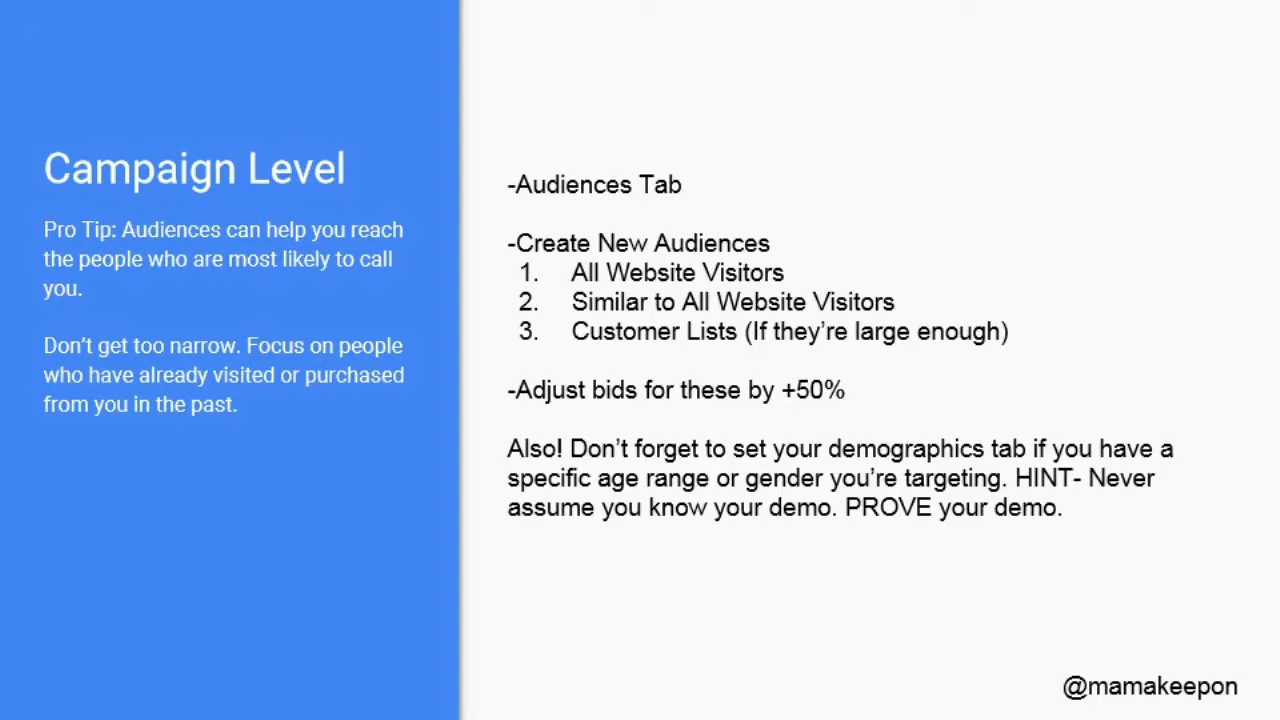 Campaign Level
Pro Tip: Audiences can help you reach
the people who are most likely to call
you.
Don't get too narrow. Focus on people
who have already visited or purchased
from you in the past.
-Audiences Tab
-Create New Audiences
1. All Website Visitors
2. Similar to All Website Visitors
3. Customer Lists (If they're large enough)
-Adjust bids for these by +50%
Also! Don't forget to set your demographics tab if you have a
specific age range or gender you're targeting. HINT- Never
assume you know your demo. PROVE your demo.
@mamakeepon